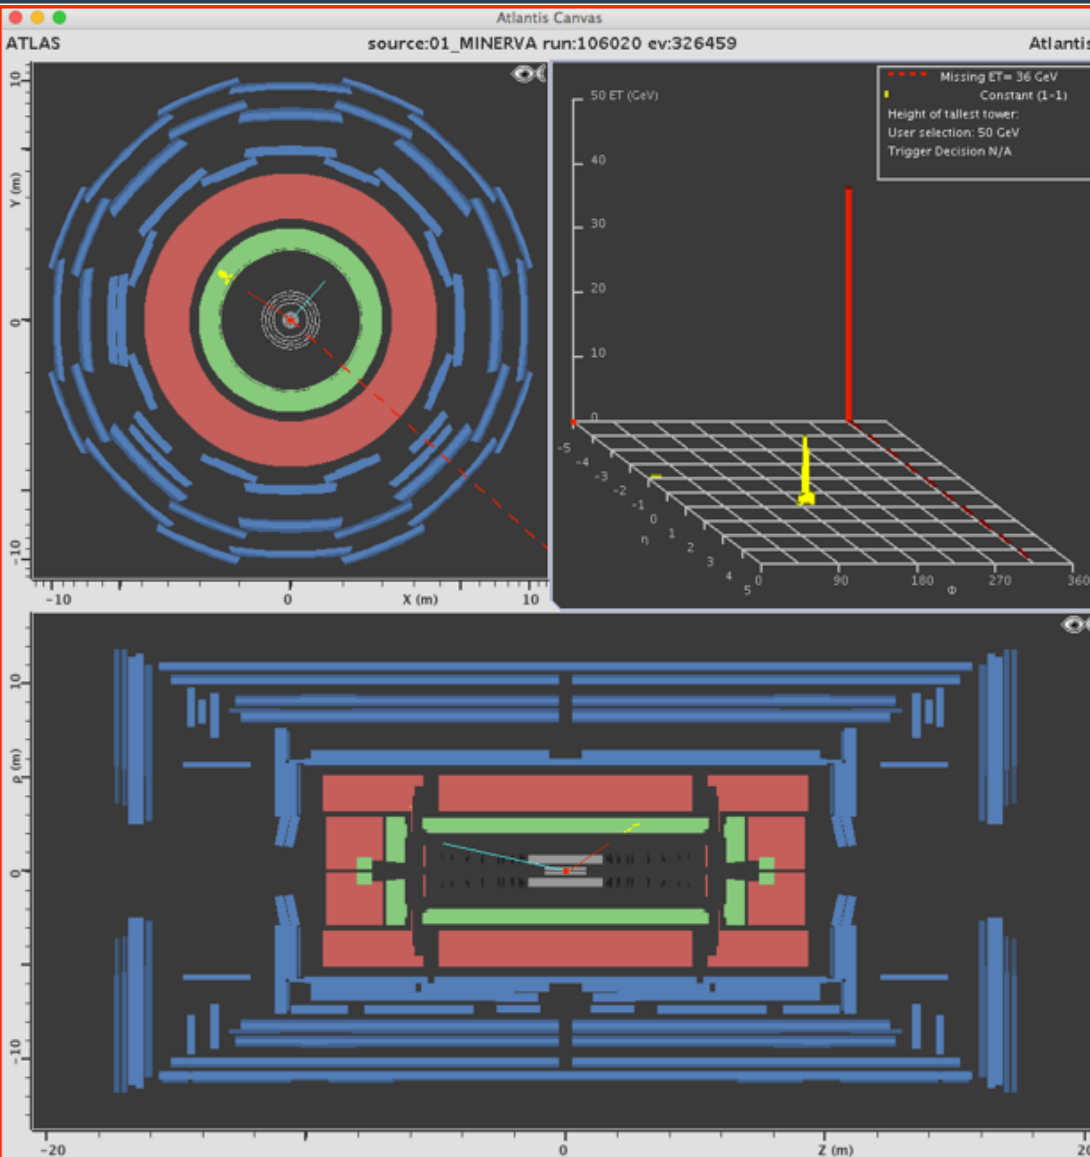 Atlantis Canvas
ATLAS source:01_MINERVA run:106020 ev:326459 Atlantis
10
Y (m)
0
-10
-10 0 X (m) 10
Missing ET= 36 GeV
Constant (1-1)
Height of tallest tower:
User selection: 50 GeV
Trigger Decision N/A
50 ET (GeV)
40
30
20
10
0
-5
-4
-3
-2
-1
0
η
1
2
3
4
5
0 90 180 270 360
Φ
10
ρ (m)
0
-10
-20 0 Z (m) 20